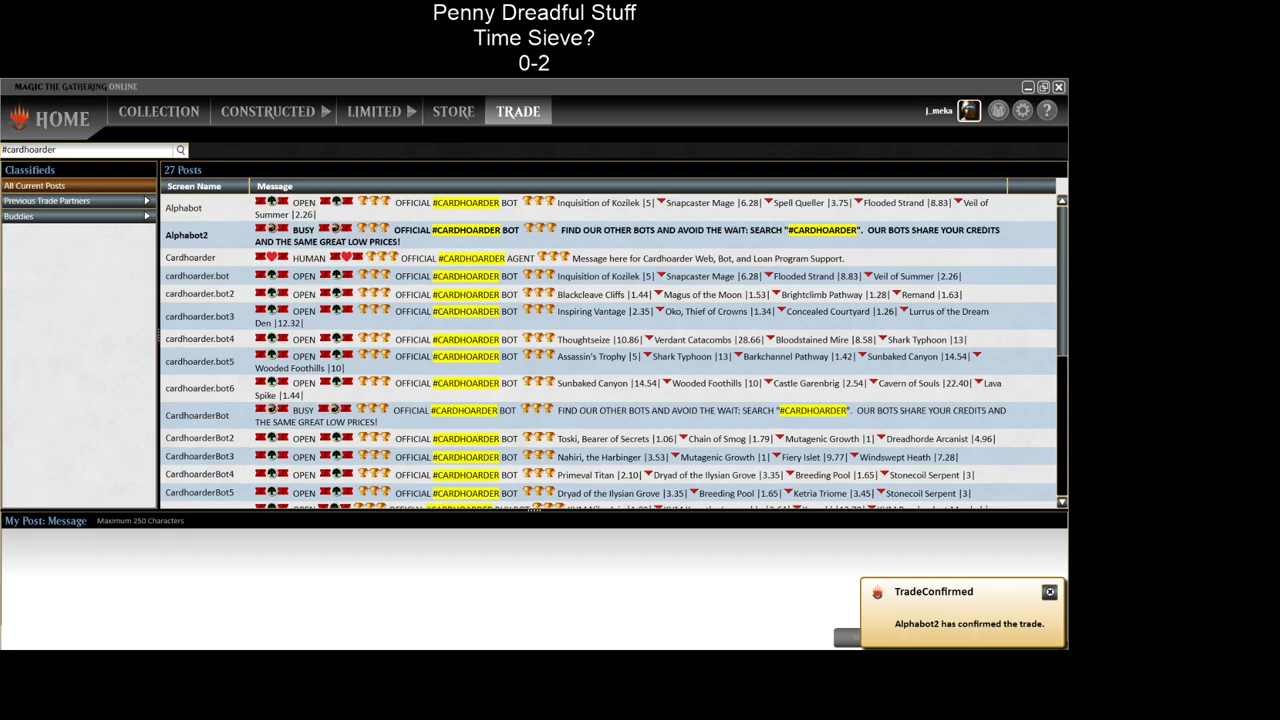 Penny Dreadful Stuff
Time Sieve?
0-2
MAGIC THE GATHERING ONLINE
HOME COLLECTION CONSTRUCTED LIMITED STORE TRADE j_meka ?
#cardhoarder
Classifieds 27 Posts
All Current Posts Screen Name Message
Previous Trade Partners
Buddies
Alphabot OPEN OFFICIAL #CARDHOARDER BOT Inquisition of Kozilek |5| Snapcaster Mage |6.28| Spell Queller |3.75| Flooded Strand |8.83| Veil of
Summer |2.26|
Alphabot2 BUSY OFFICIAL #CARDHOARDER BOT FIND OUR OTHER BOTS AND AVOID THE WAIT: SEARCH "#CARDHOARDER". OUR BOTS SHARE YOUR CREDITS
AND THE SAME GREAT LOW PRICES!
Cardhoarder HUMAN OFFICIAL #CARDHOARDER AGENT Message here for Cardhoarder Web, Bot, and Loan Program Support.
cardhoarder.bot OPEN OFFICIAL #CARDHOARDER BOT Inquisition of Kozilek |5| Snapcaster Mage |6.28| Flooded Strand |8.83| Veil of Summer |2.26|
cardhoarder.bot2 OPEN OFFICIAL #CARDHOARDER BOT Blackcleave Cliffs |1.44| Magus of the Moon |1.53| Brightclimb Pathway |1.28| Remand |1.63|
cardhoarder.bot3 OPEN OFFICIAL #CARDHOARDER BOT Inspiring Vantage |2.35| Oko, Thief of Crowns |1.34| Concealed Courtyard |1.26| Lurrus of the Dream
Den |12.32|
cardhoarder.bot4 OPEN OFFICIAL #CARDHOARDER BOT Thoughtseize |10.86| Verdant Catacombs |28.66| Bloodstained Mire |8.58| Shark Typhoon |13|
cardhoarder.bot5 OPEN OFFICIAL #CARDHOARDER BOT Assassin's Trophy |5| Shark Typhoon |13| Barkchannel Pathway |1.42| Sunbaked Canyon |14.54|
Wooded Foothills |10|
cardhoarder.bot6 OPEN OFFICIAL #CARDHOARDER BOT Sunbaked Canyon |14.54| Wooded Foothills |10| Castle Garenbrig |2.54| Cavern of Souls |22.40| Lava
Spike |1.44|
CardhoarderBot BUSY OFFICIAL #CARDHOARDER BOT FIND OUR OTHER BOTS AND AVOID THE WAIT: SEARCH "#CARDHOARDER". OUR BOTS SHARE YOUR CREDITS AND
THE SAME GREAT LOW PRICES!
CardhoarderBot2 OPEN OFFICIAL #CARDHOARDER BOT Toski, Bearer of Secrets |1.06| Chain of Smog |1.79| Mutagenic Growth |1| Dreadhorde Arcanist |4.96|
CardhoarderBot3 OPEN OFFICIAL #CARDHOARDER BOT Nahiri, the Harbinger |3.53| Mutagenic Growth |1| Fiery Islet |9.77| Windswept Heath |7.28|
CardhoarderBot4 OPEN OFFICIAL #CARDHOARDER BOT Primeval Titan |2.10| Dryad of the Ilysian Grove |3.35| Breeding Pool |1.65| Stonecoil Serpent |3|
CardhoarderBot5 OPEN OFFICIAL #CARDHOARDER BOT Dryad of the Ilysian Grove |3.35| Breeding Pool |1.65| Ketria Triome |3.45| Stonecoil Serpent |3|
My Post: Message Maximum 250 Characters
TradeConfirmed
Alphabot2 has confirmed the trade.